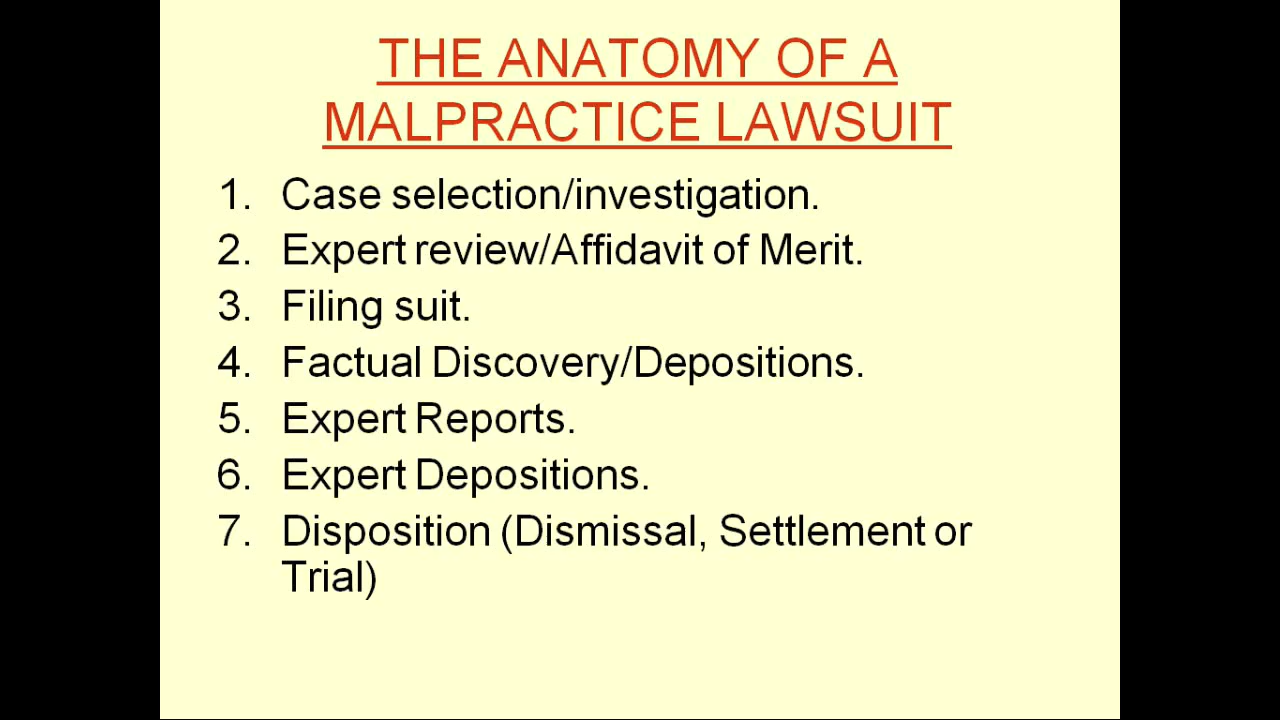 THE ANATOMY OF A
MALPRACTICE LAWSUIT
1. Case selection/investigation.
2. Expert review/Affidavit of Merit.
3. Filing suit.
4. Factual Discovery/Depositions.
5. Expert Reports.
6. Expert Depositions.
7. Disposition (Dismissal, Settlement or
Trial)